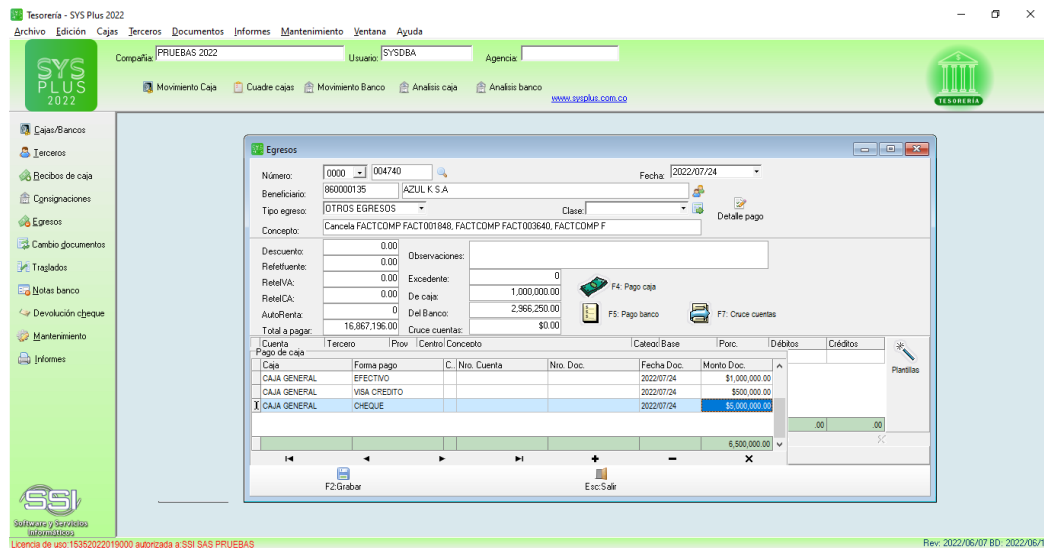 Tesorería - SYS Plus 2022
Archivo Edición Cajas Terceros Documentos Informes Mantenimiento Ventana Ayuda
SYS PLUS 2022
Compañia: PRUEBAS 2022 Usuario: SYSDBA Agencia:
Movimiento Caja Cuadre cajas Movimiento Banco Analisis caja Analisis banco
www.sysplus.com.co
TESORERÍA
Cajas/Bancos
Terceros
Recibos de caja
Consignaciones
Egresos
Cambio documentos
Traslados
Notas banco
Devolución cheque
Mantenimiento
Informes
Egresos
Número: 0000 004740 Fecha: 2022/07/24
Beneficiario: 860000135 AZUL K S.A
Tipo egreso: OTROS EGRESOS Clase: Detalle pago
Concepto: Cancela FACTCOMP FACT001848, FACTCOMP FACT003640, FACTCOMP F
Descuento: 0.00 Observaciones:
Refetfuente: 0.00
ReteIVA: 0.00 Excedente: 0
ReteICA: 0.00 De caja: 1,000,000.00 F4: Pago caja
AutoRenta: 0 Del Banco: 2,966,250.00 F5: Pago banco F7: Cruce cuentas
Total a pagar: 16,867,196.00 Cruce cuentas: $0.00
Cuenta Tercero Prov Centro Concepto Categ Base Porc. Débitos Créditos
Pago de caja
Caja Forma pago C.. Nro. Cuenta Nro. Doc. Fecha Doc. Monto Doc.
CAJA GENERAL EFECTIVO 2022/07/24 $1,000,000.00
CAJA GENERAL VISA CREDITO 2022/07/24 $500,000.00
CAJA GENERAL CHEQUE 2022/07/24 $5,000,000.00
Plantillas
.00 .00
6,500,000.00
F2:Grabar Esc:Salir
SSI
Software y Servicios
Informáticos
Licencia de uso:15352022019000 autorizada a:SSI SAS PRUEBAS Rev: 2022/06/07 BD: 2022/06/1